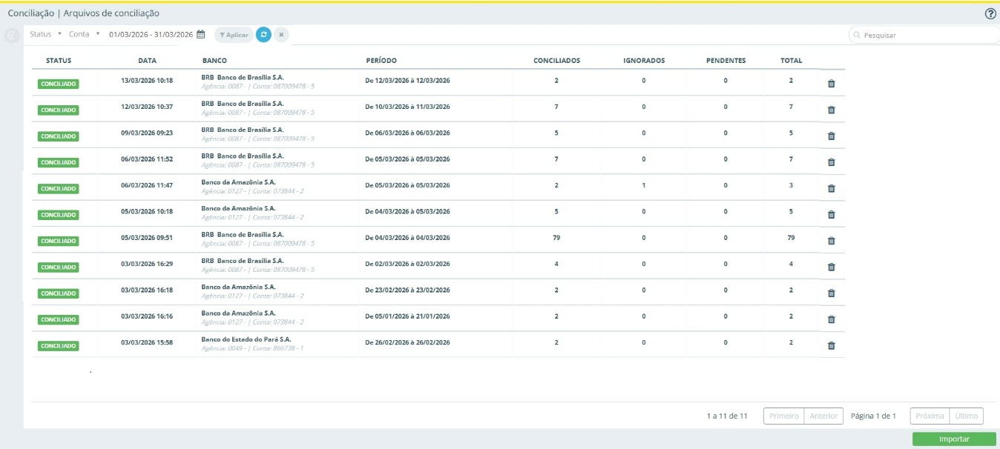 Conciliação | Arquivos de conciliação
Status Conta 01/03/2026 - 31/03/2026 Aplicar Pesquisar
STATUS DATA BANCO PERÍODO CONCILIADOS IGNORADOS PENDENTES TOTAL
CONCILIADO 13/03/2026 10:18 BRB Banco de Brasília S.A. De 12/03/2026 à 12/03/2026 2 0 0 2
Agência: 0087 - | Conta: 087009478 - 5
CONCILIADO 12/03/2026 10:37 BRB Banco de Brasília S.A. De 10/03/2026 à 11/03/2026 7 0 0 7
Agência: 0087 - | Conta: 087009478 - 5
CONCILIADO 09/03/2026 09:23 BRB Banco de Brasília S.A. De 06/03/2026 à 06/03/2026 5 0 0 5
Agência: 0087 - | Conta: 087009478 - 5
CONCILIADO 06/03/2026 11:52 BRB Banco de Brasília S.A. De 05/03/2026 à 05/03/2026 7 0 0 7
Agência: 0087 - | Conta: 087009478 - 5
CONCILIADO 06/03/2026 11:47 Banco da Amazônia S.A. De 05/03/2026 à 05/03/2026 2 1 0 3
Agência: 0127 - | Conta: 073844 - 2
CONCILIADO 05/03/2026 10:18 Banco da Amazônia S.A. De 04/03/2026 à 05/03/2026 5 0 0 5
Agência: 0127 - | Conta: 073844 - 2
CONCILIADO 05/03/2026 09:51 BRB Banco de Brasília S.A. De 04/03/2026 à 04/03/2026 79 0 0 79
Agência: 0087 - | Conta: 087009478 - 5
CONCILIADO 03/03/2026 16:29 BRB Banco de Brasília S.A. De 02/03/2026 à 02/03/2026 4 0 0 4
Agência: 0087 - | Conta: 087009478 - 5
CONCILIADO 03/03/2026 16:18 Banco da Amazônia S.A. De 23/02/2026 à 23/02/2026 2 0 0 2
Agência: 0127 - | Conta: 073844 - 2
CONCILIADO 03/03/2026 16:16 Banco da Amazônia S.A. De 05/01/2026 à 21/01/2026 2 0 0 2
Agência: 0127 - | Conta: 073844 - 2
CONCILIADO 03/03/2026 15:58 Banco do Estado do Pará S.A. De 26/02/2026 à 26/02/2026 2 0 0 2
Agência: 0049 - | Conta: 866738 - 1
1 a 11 de 11 Primeiro Anterior Página 1 de 1 Próxima Último
Importar